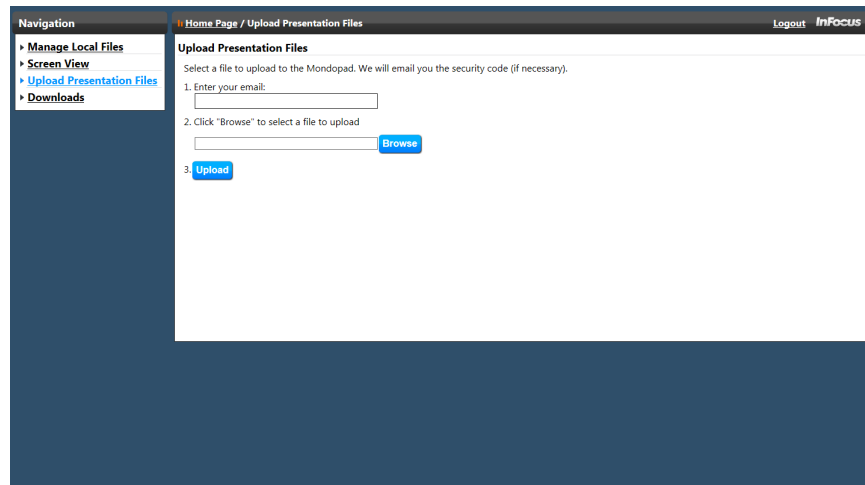 Navigation
Home Page / Upload Presentation Files
Logout InFocus
Manage Local Files
Screen View
Upload Presentation Files
Downloads
Upload Presentation Files
Select a file to upload to the Mondopad. We will email you the security code (if necessary).
1. Enter your email:
2. Click "Browse" to select a file to upload
Browse
3. Upload